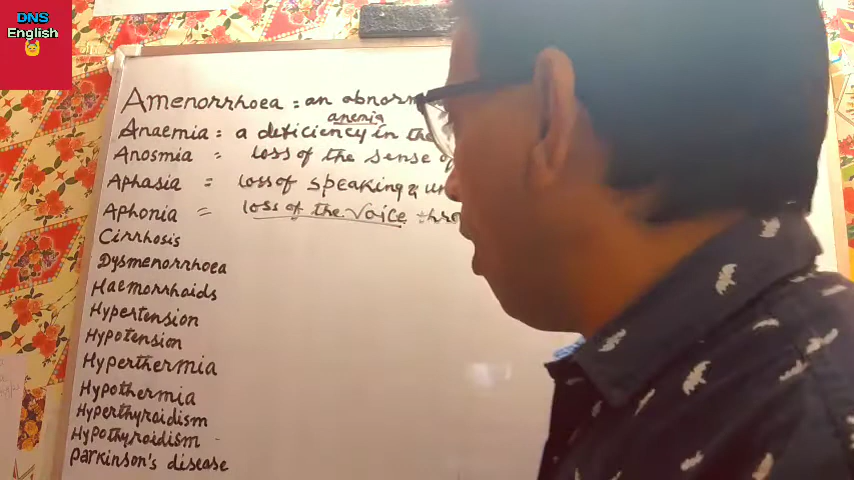 DNS
English
Amenorrhoea : an abnorm
anemia
Anaemia : a deficiency in the
Anosmia = loss of the sense of
Aphasia = loss of speaking & un
Aphonia = loss of the voice thro
Cirrhosis
Dysmenorrhoea
Haemorrhoids
Hypertension
Hypotension
Hyperthermia
Hypothermia
Hyperthyroidism
Hypothyroidism -
Parkinson's disease